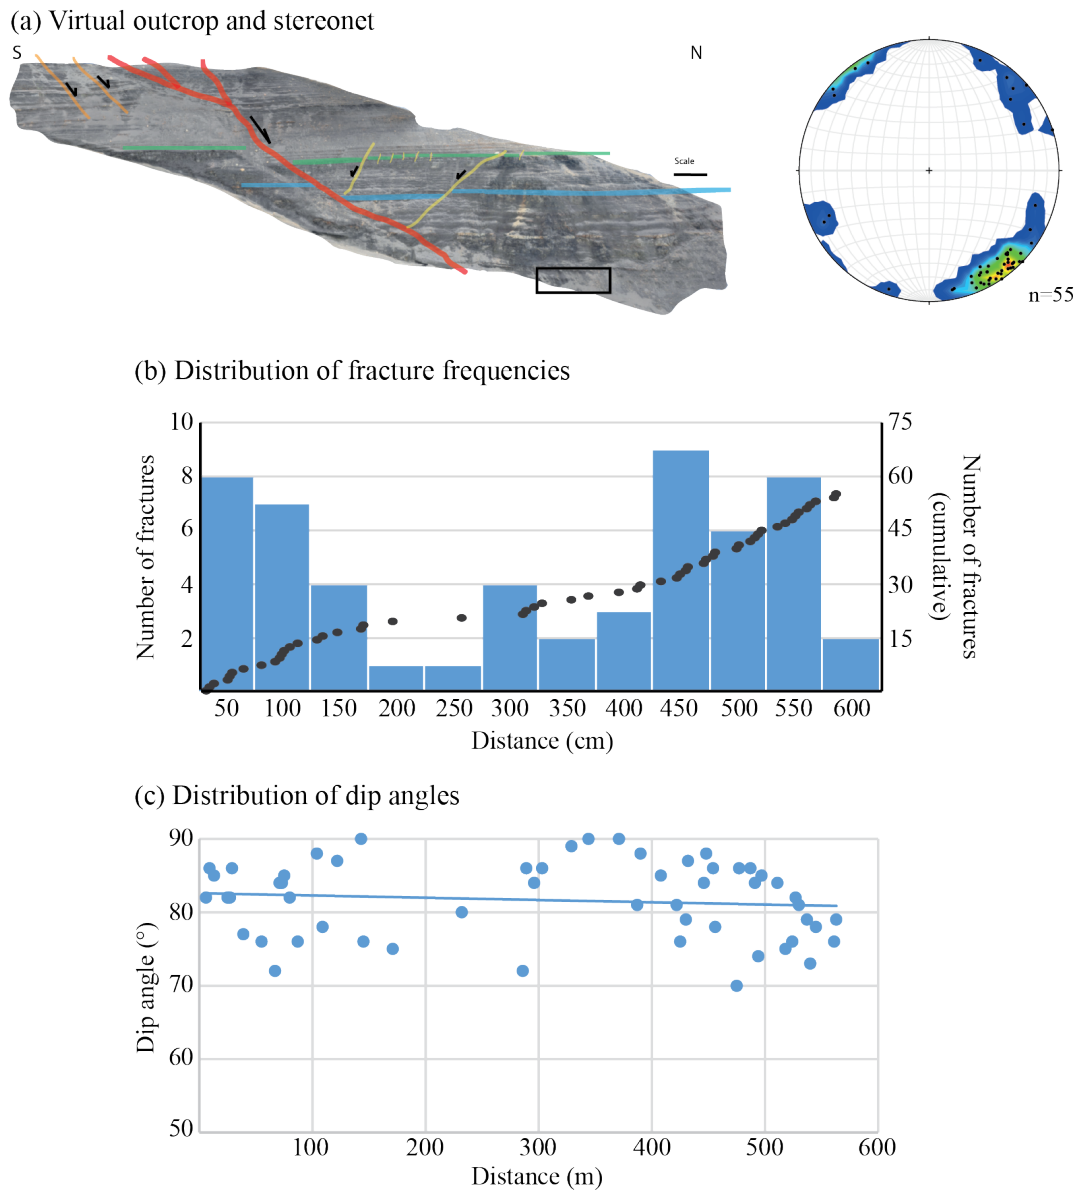 (a) Virtual outcrop and stereonet
S
N
Scale
n=55
(b) Distribution of fracture frequencies
10
8
6
4
2
75
60
45
30
15
Number of fractures
Number of fractures
(cumulative)
50 100 150 200 250 300 350 400 450 500 550 600
Distance (cm)
(c) Distribution of dip angles
90
80
70
60
50
Dip angle (°)
100 200 300 400 500 600
Distance (m)